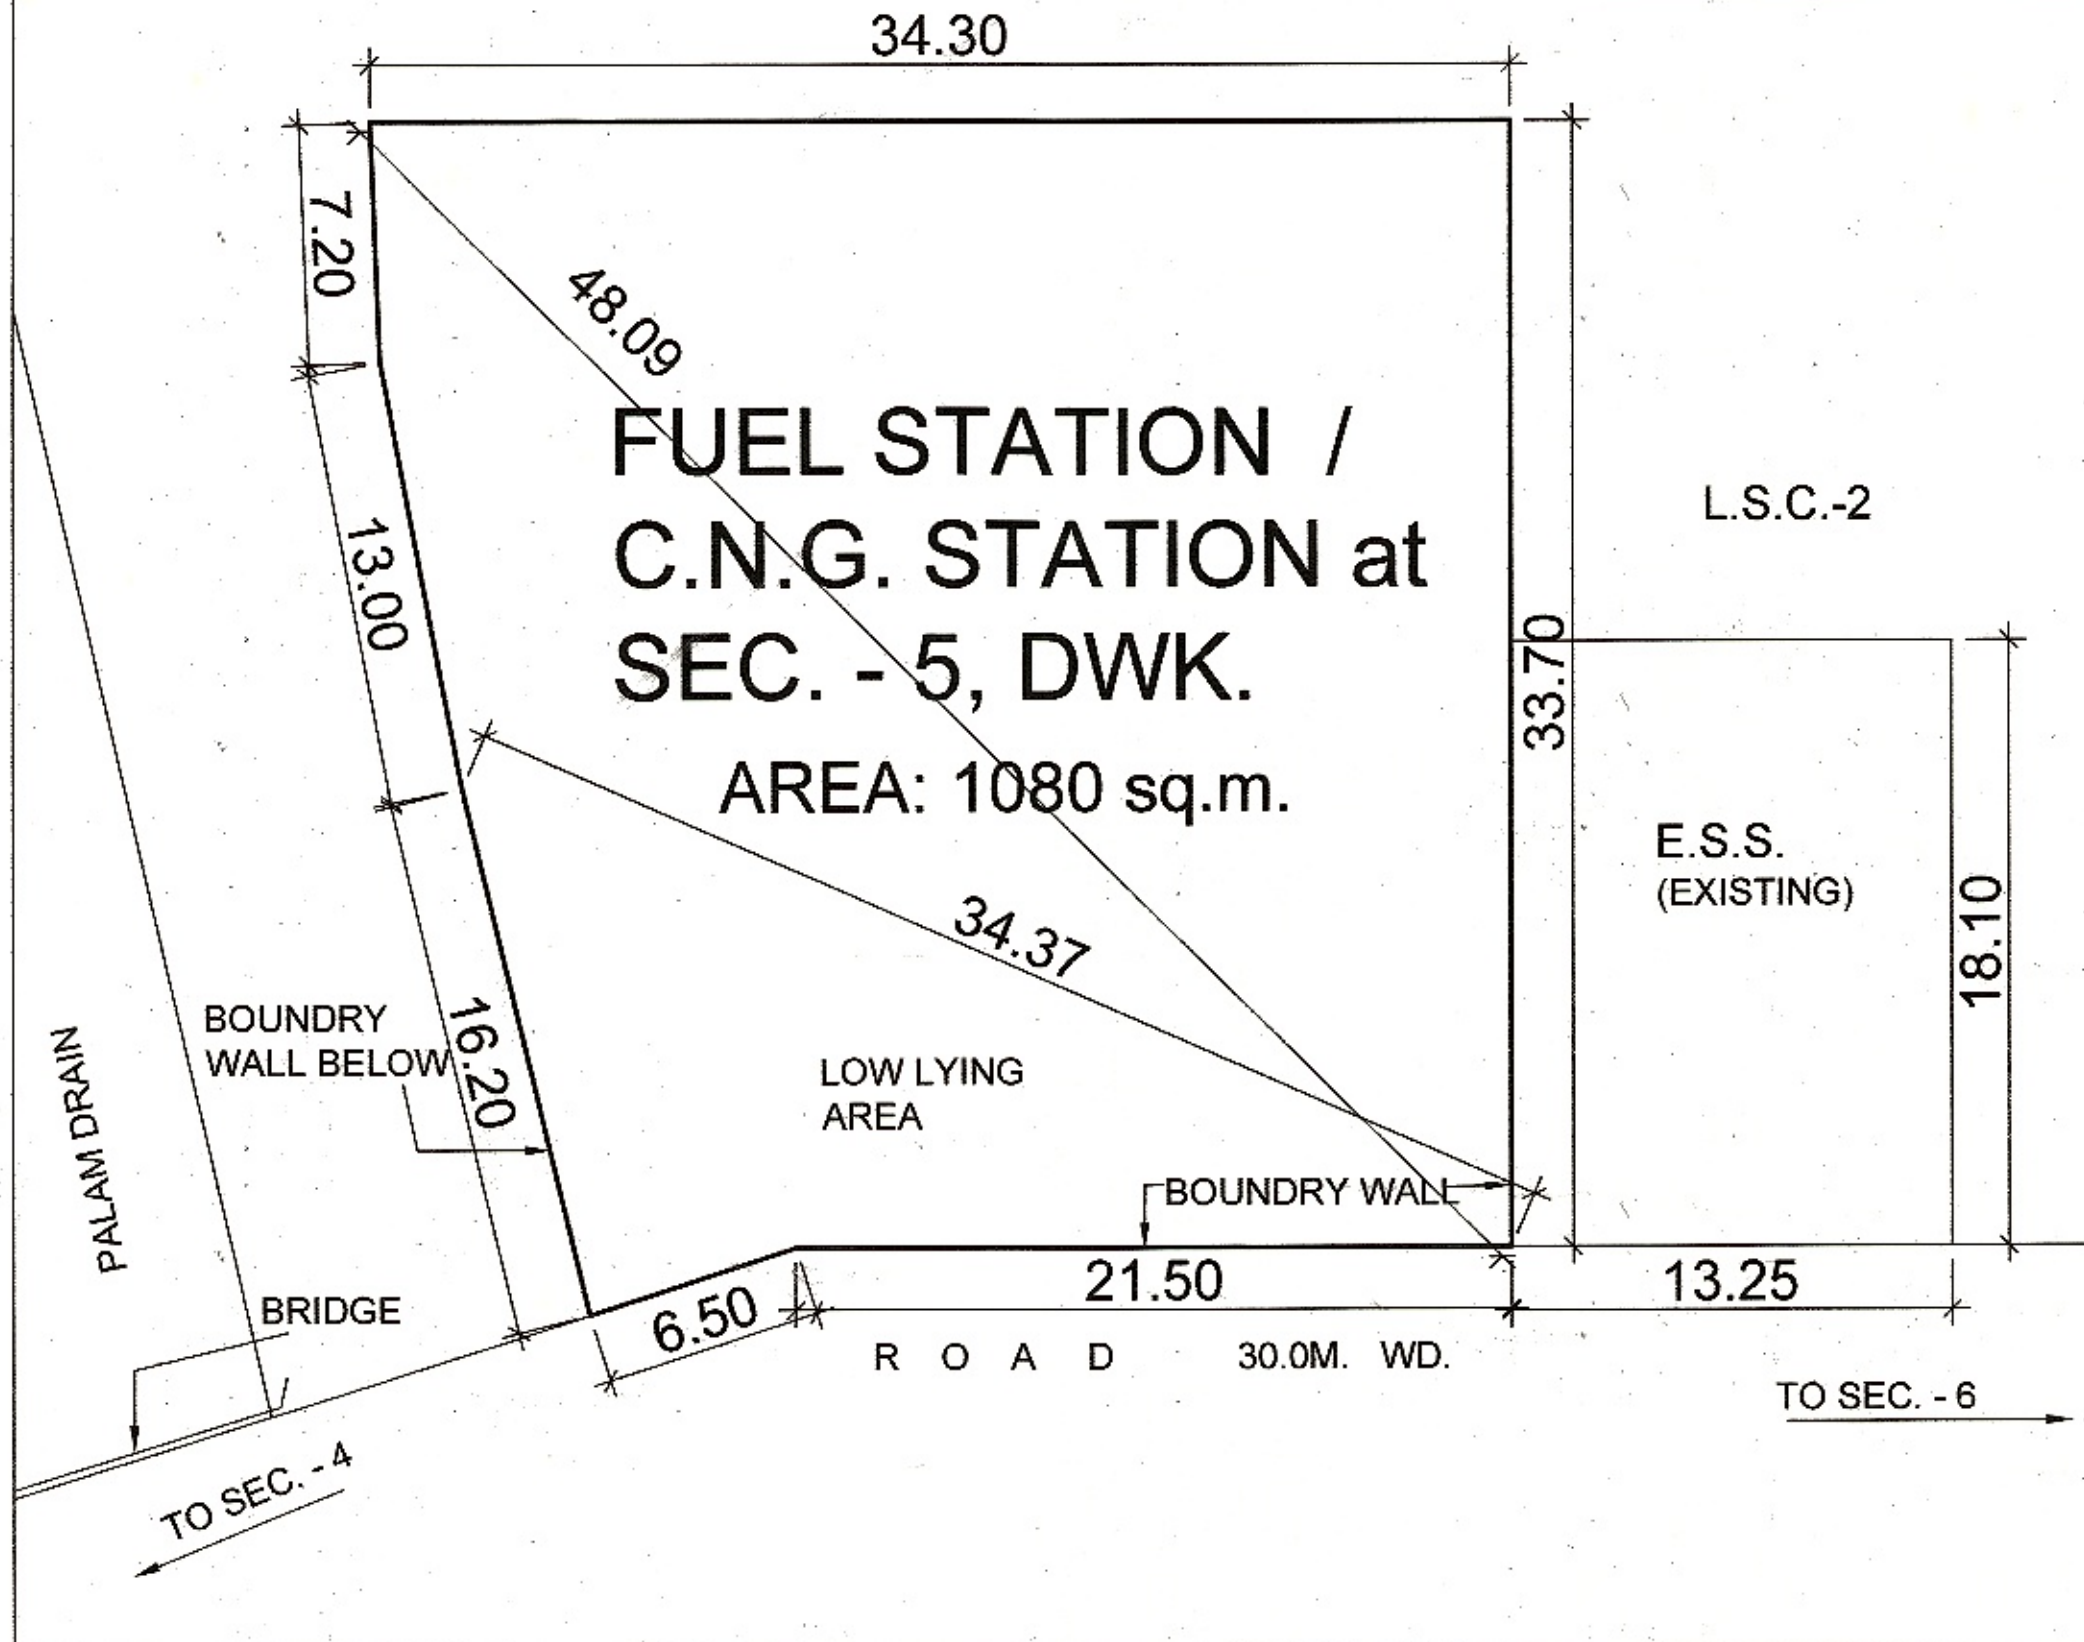 34.30
7.20
48.09
FUEL STATION /
C.N.G. STATION at
SEC. - 5, DWK.
AREA: 1080 sq.m.
L.S.C.-2
13.00
33.70
E.S.S.
(EXISTING)
18.10
34.37
BOUNDRY
WALL BELOW
16.20
LOW LYING
AREA
PALAM DRAIN
BOUNDRY WALL
21.50
13.25
BRIDGE
6.50
ROAD 30.0M. WD.
TO SEC. - 6
TO SEC. - 4